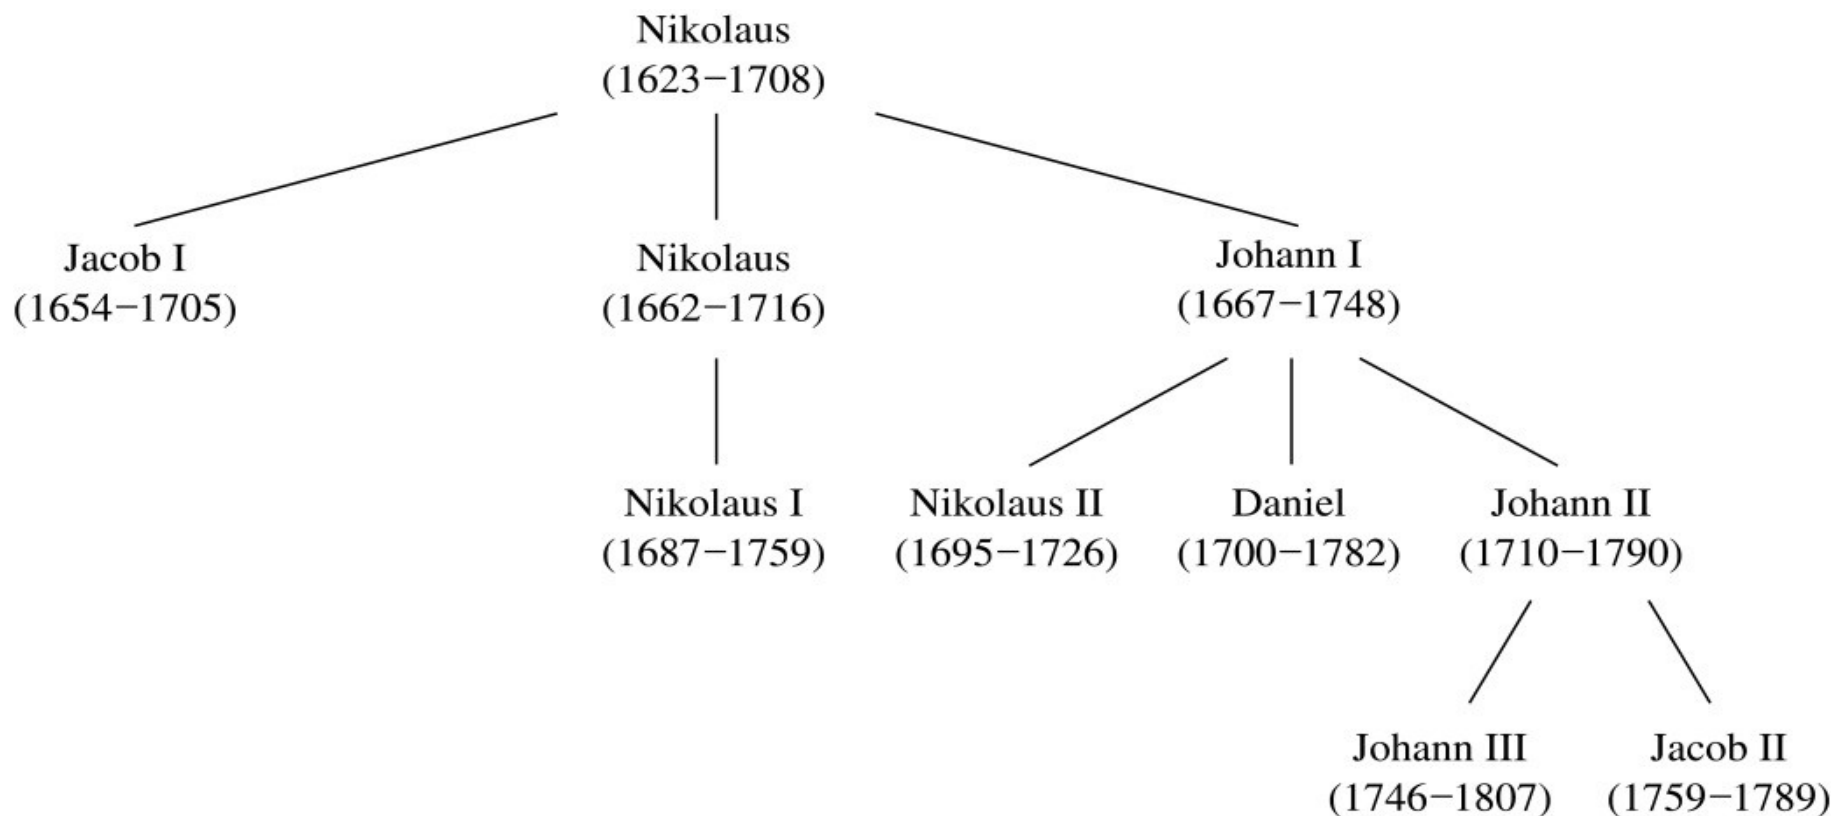 Nikolaus
(1623–1708)
Jacob I
(1654–1705)
Nikolaus
(1662–1716)
Johann I
(1667–1748)
Nikolaus I
(1687–1759)
Nikolaus II
(1695–1726)
Daniel
(1700–1782)
Johann II
(1710–1790)
Johann III
(1746–1807)
Jacob II
(1759–1789)